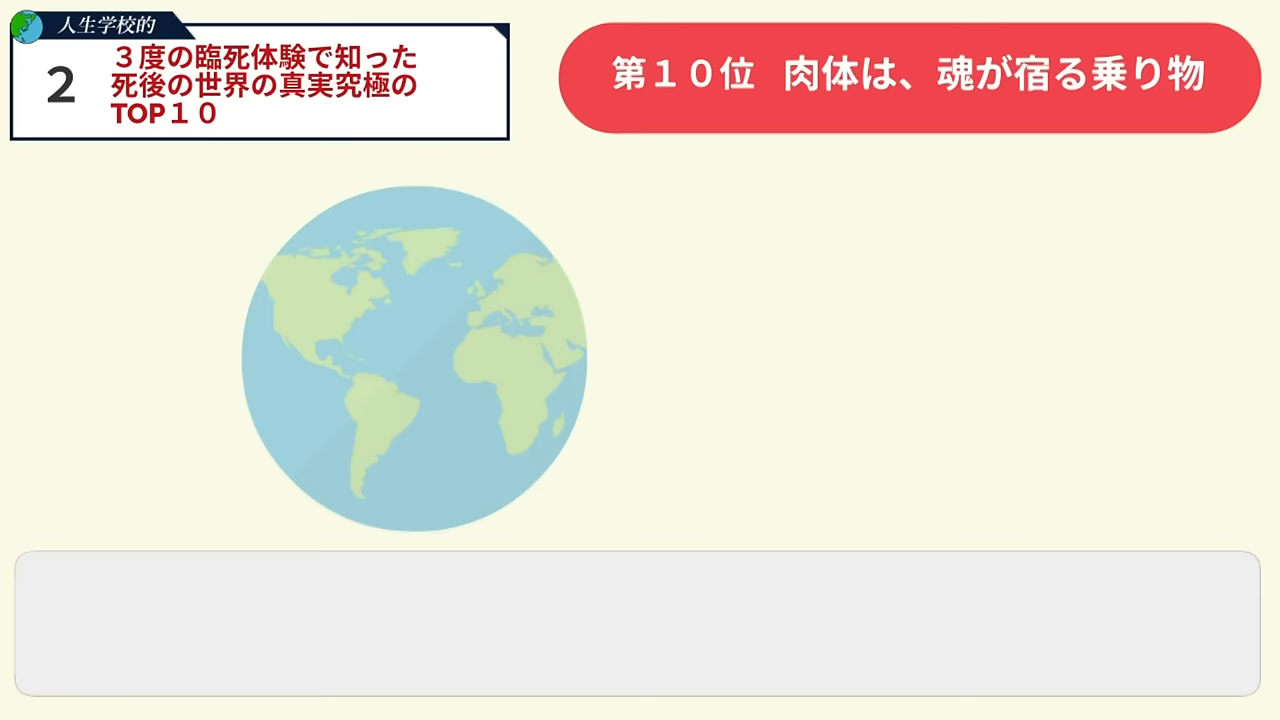 人生学校的
２
３度の臨死体験で知った
死後の世界の真実究極の
TOP１０
第１０位 肉体は、魂が宿る乗り物